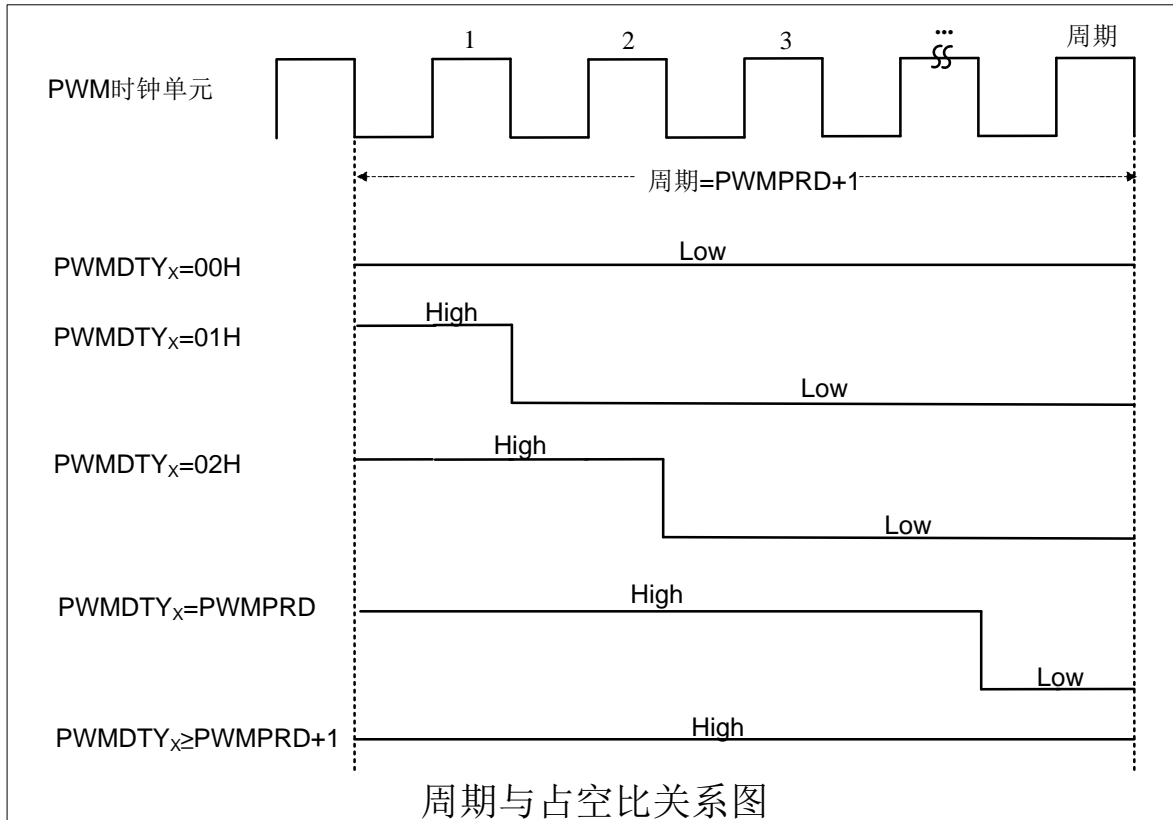 1 2 3 ... 周期
PWM时钟单元
周期=PWMPRD+1
PWMDTYX=00H
Low
PWMDTYX=01H
High
Low
PWMDTYX=02H
High
Low
PWMDTYX=PWMPRD
High
Low
PWMDTYX≥PWMPRD+1
High
周期与占空比关系图